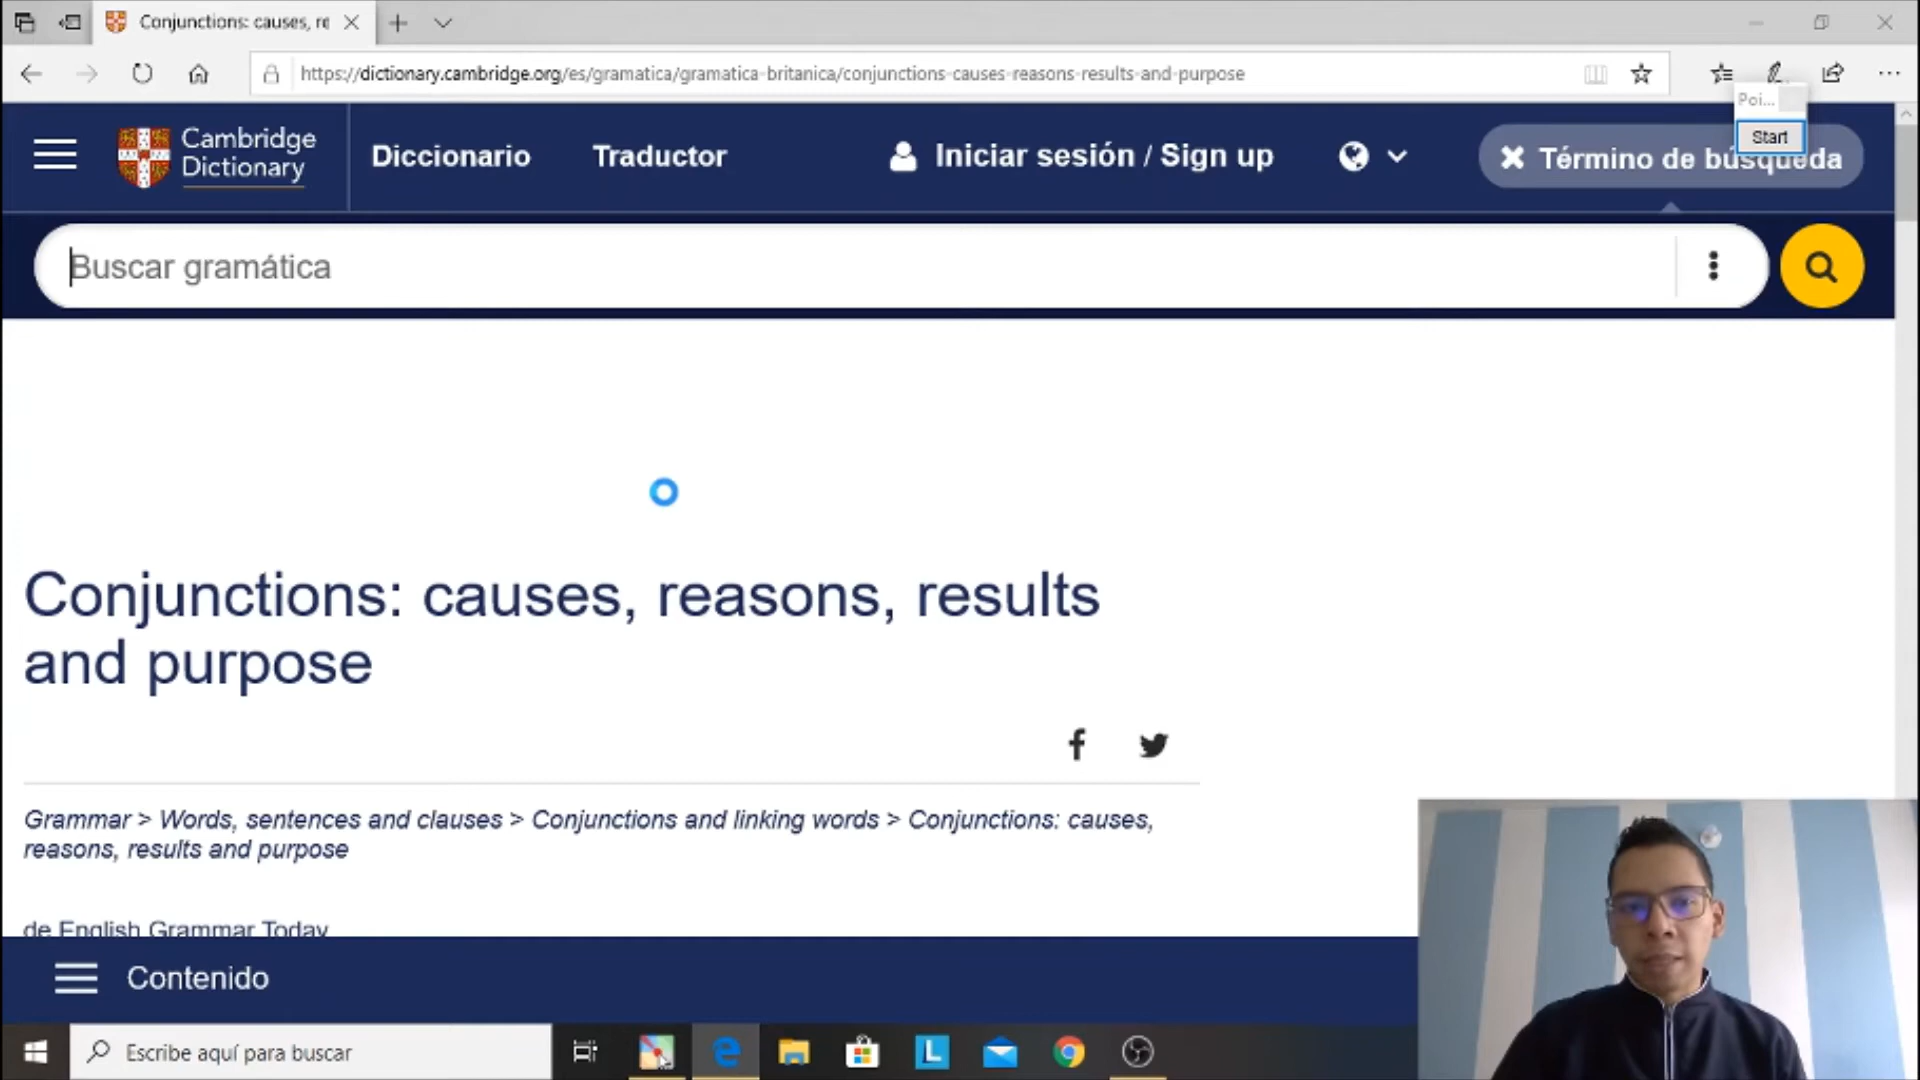 Conjunctions: causes, re
https://dictionary.cambridge.org/es/gramatica/gramatica-britanica/conjunctions-causes-reasons-results-and-purpose
Poi...
Start
Cambridge
Dictionary
Diccionario
Traductor
Iniciar sesión / Sign up
Término de búsqueda
Buscar gramática
Conjunctions: causes, reasons, results
and purpose
Grammar > Words, sentences and clauses > Conjunctions and linking words > Conjunctions: causes,
reasons, results and purpose
de English Grammar Today
Contenido
Escribe aquí para buscar